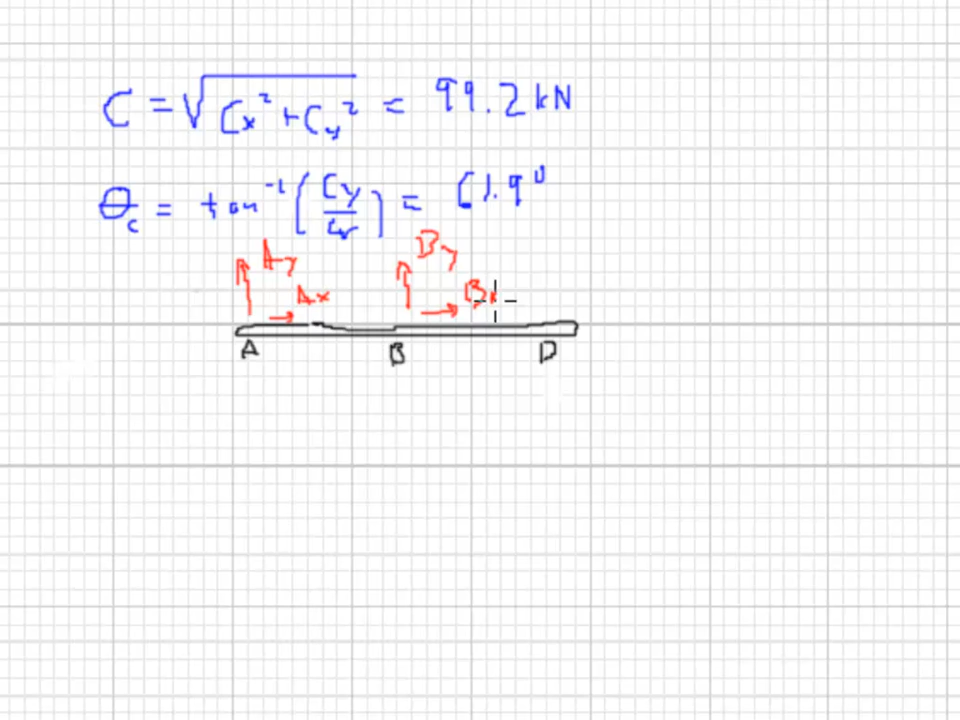 C = √(Cx² + Cy²) = 99.2 kN
θc = tan⁻¹(Cy/Cx) = 61.9°
Ay By
Ax Bx
A B D